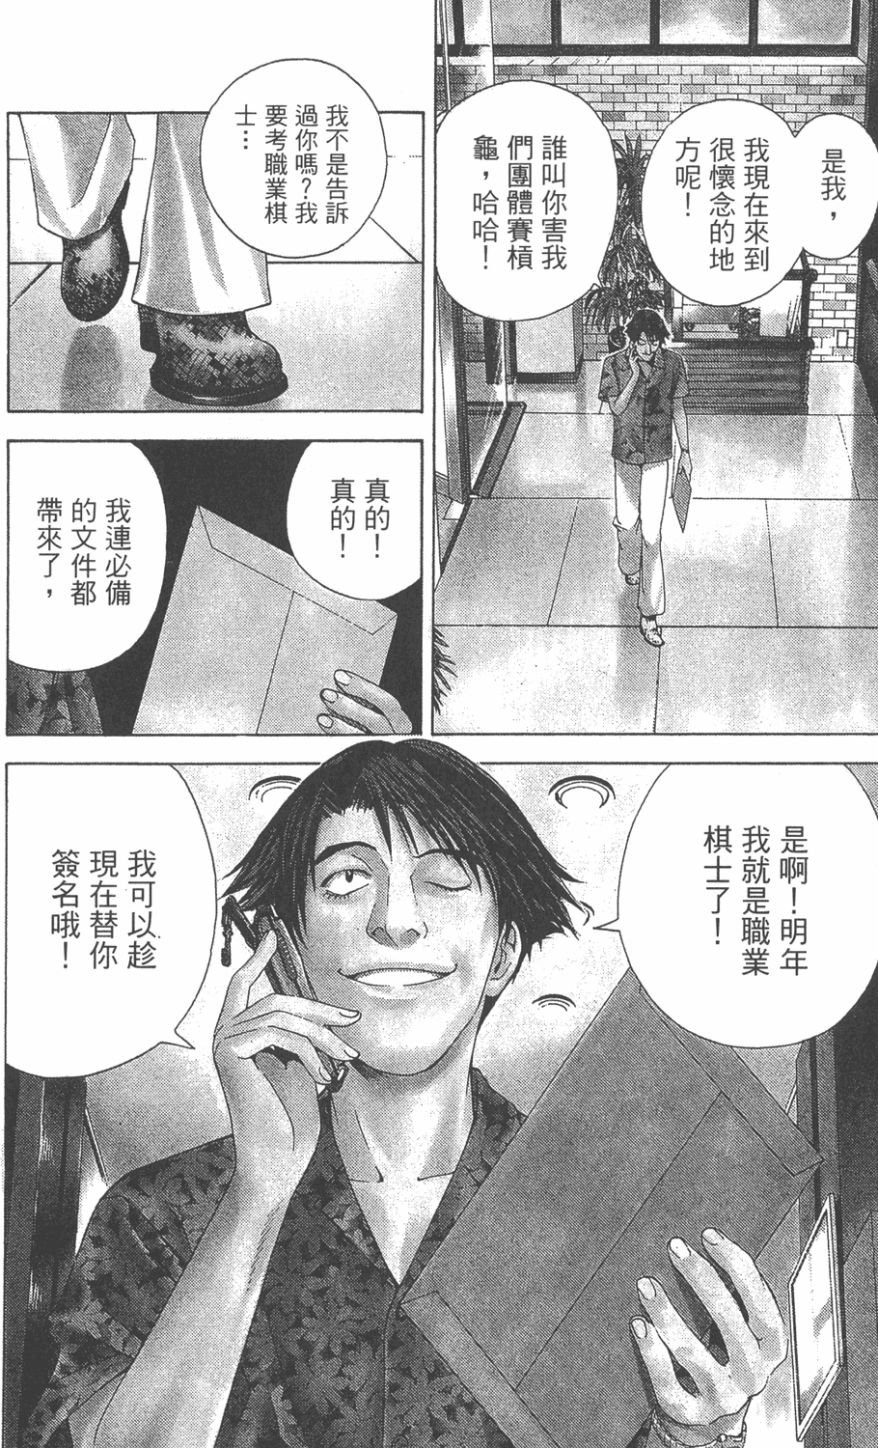 是我，
我現在來到
很懷念的地
方呢！
誰叫你害我
們團體賽槓
龜，哈哈！
我不是告訴
過你嗎？我
要考職業棋
士…
真的！
真的！
我連必備
的文件都
帶來了，
是啊！明年
我就是職業
棋士了！
我可以趁
現在替你
簽名哦！